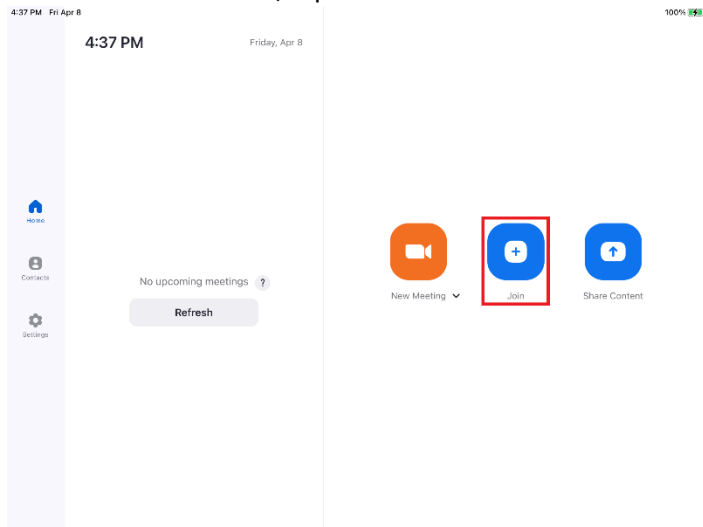 4:37 PM Fri Apr 8
100%
4:37 PM
Friday, Apr 8
Home
Contacts
Settings
No upcoming meetings ?
Refresh
New Meeting
Join
Share Content